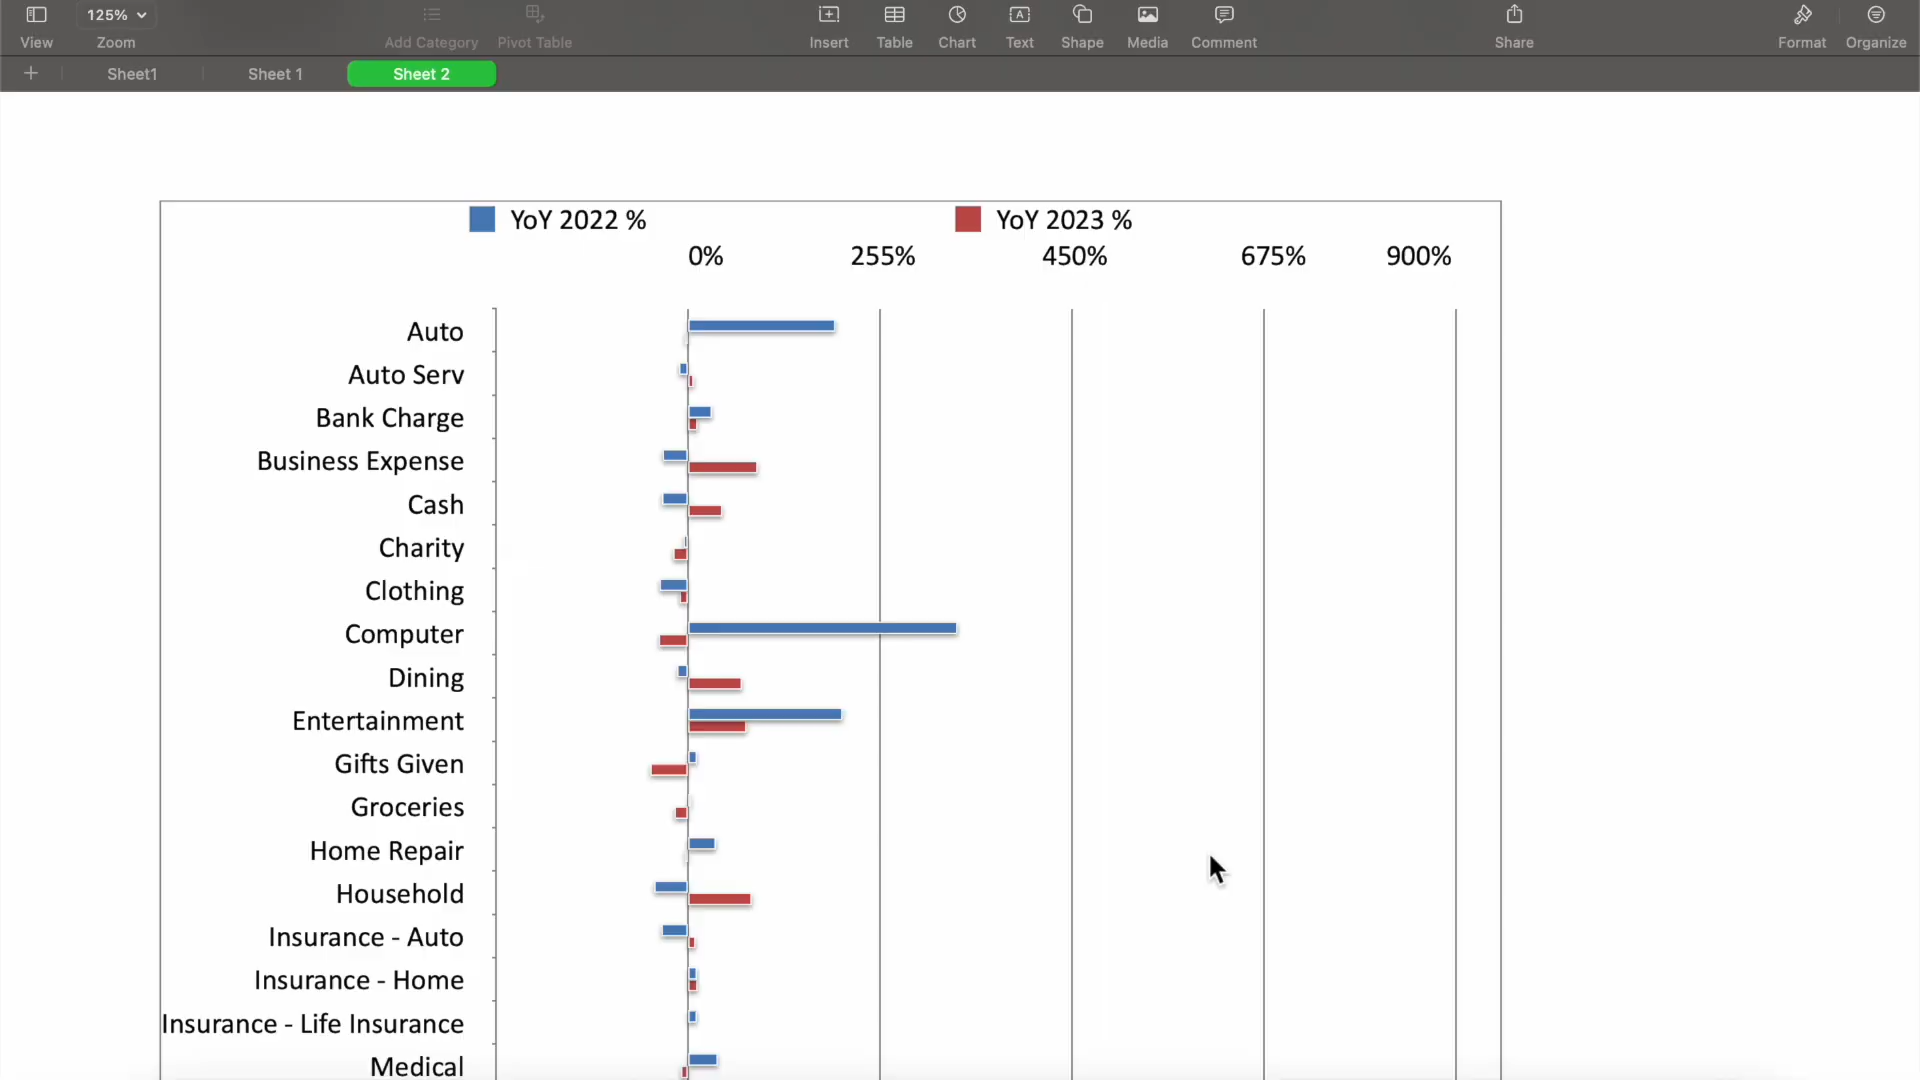 125%
View
Zoom
Add Category
Pivot Table
Insert
Table
Chart
Text
Shape
Media
Comment
Share
Format
Organize
Sheet1
Sheet 1
Sheet 2
YoY 2022 %
YoY 2023 %
0%
255%
450%
675%
900%
Auto
Auto Serv
Bank Charge
Business Expense
Cash
Charity
Clothing
Computer
Dining
Entertainment
Gifts Given
Groceries
Home Repair
Household
Insurance - Auto
Insurance - Home
Insurance - Life Insurance
Medical